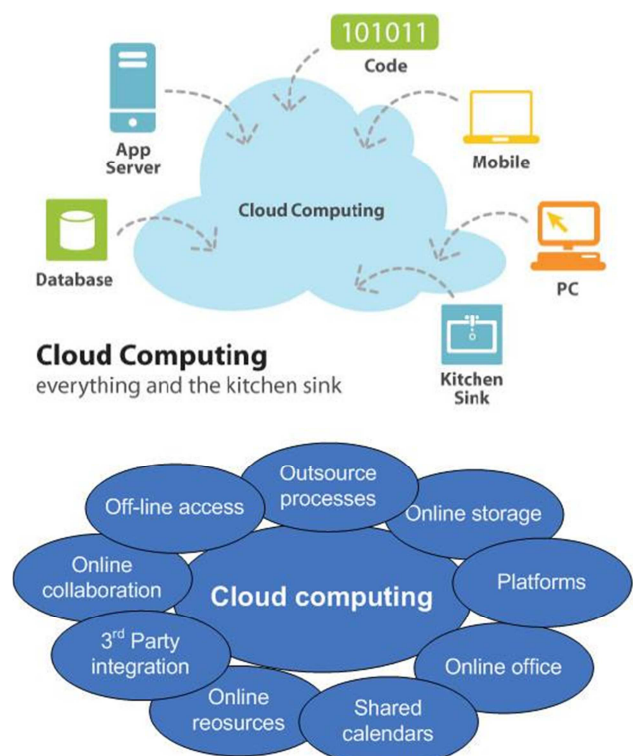 101011
Code
App
Server
Mobile
Cloud Computing
Database
PC
Kitchen
Sink
Cloud Computing
everything and the kitchen sink
Outsource
processes
Off-line access
Online storage
Online
collaboration
Cloud computing
Platforms
3rd Party
integration
Online office
Online
reosurces
Shared
calendars